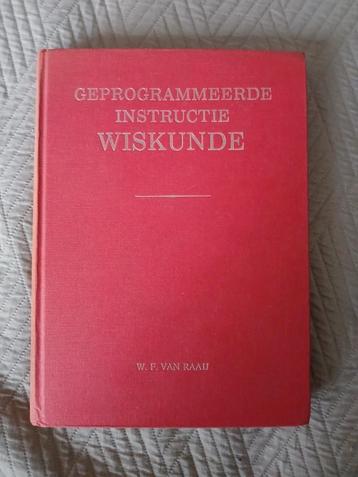 GEPROGRAMMEERDE
INSTRUCTIE
WISKUNDE
W. F. VAN RAAIJ